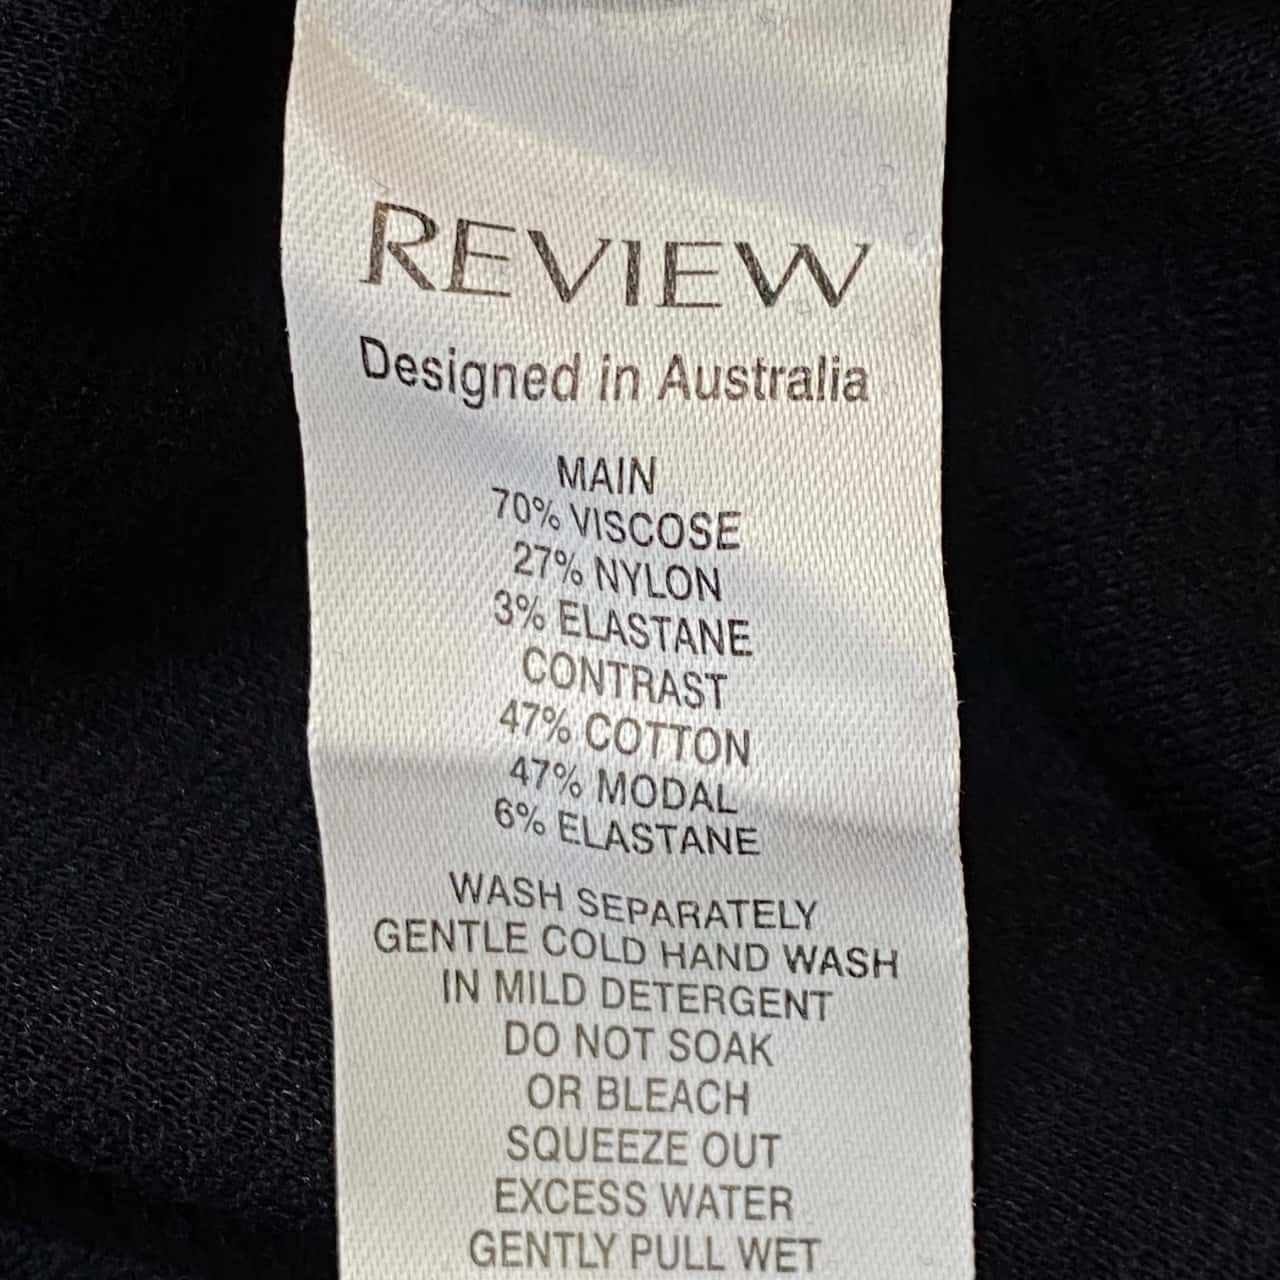 REVIEW
Designed in Australia
MAIN
70% VISCOSE
27% NYLON
3% ELASTANE
CONTRAST
47% COTTON
47% MODAL
6% ELASTANE
WASH SEPARATELY
GENTLE COLD HAND WASH
IN MILD DETERGENT
DO NOT SOAK
OR BLEACH
SQUEEZE OUT
EXCESS WATER
GENTLY PULL WET